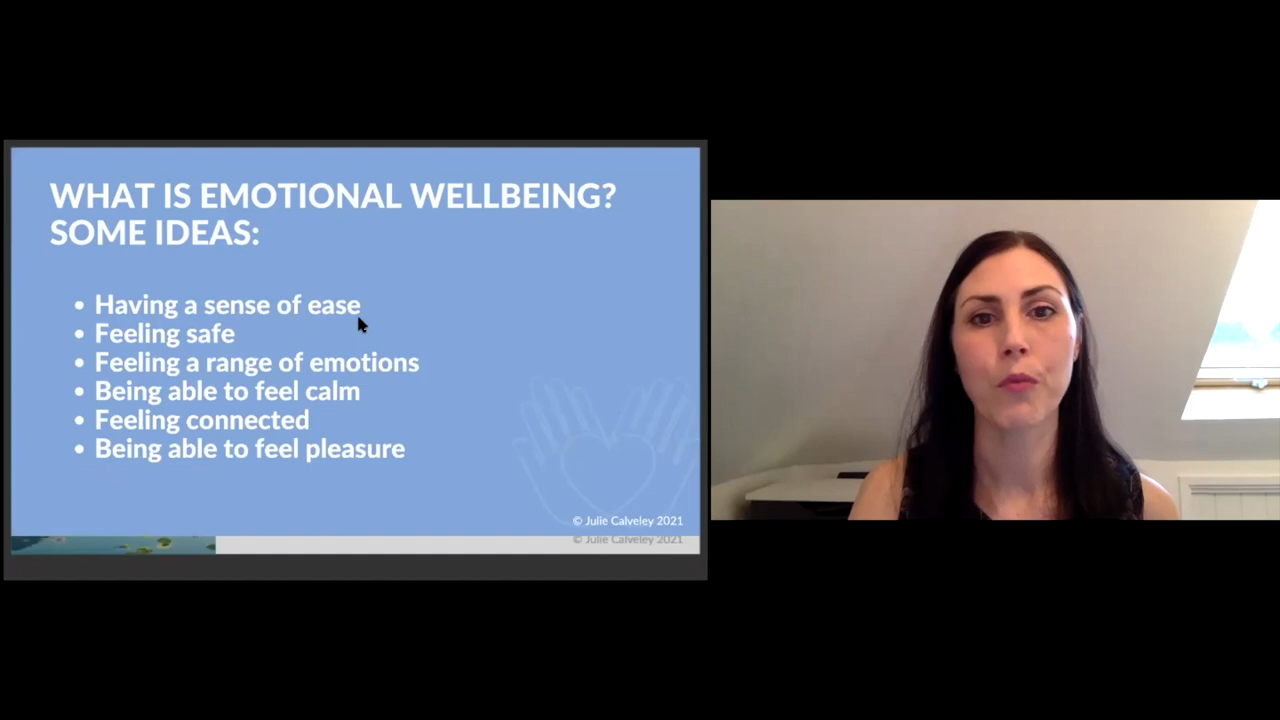 WHAT IS EMOTIONAL WELLBEING?
SOME IDEAS:
• Having a sense of ease
• Feeling safe
• Feeling a range of emotions
• Being able to feel calm
• Feeling connected
• Being able to feel pleasure
© Julie Calveley 2021
© Julie Calveley 2021